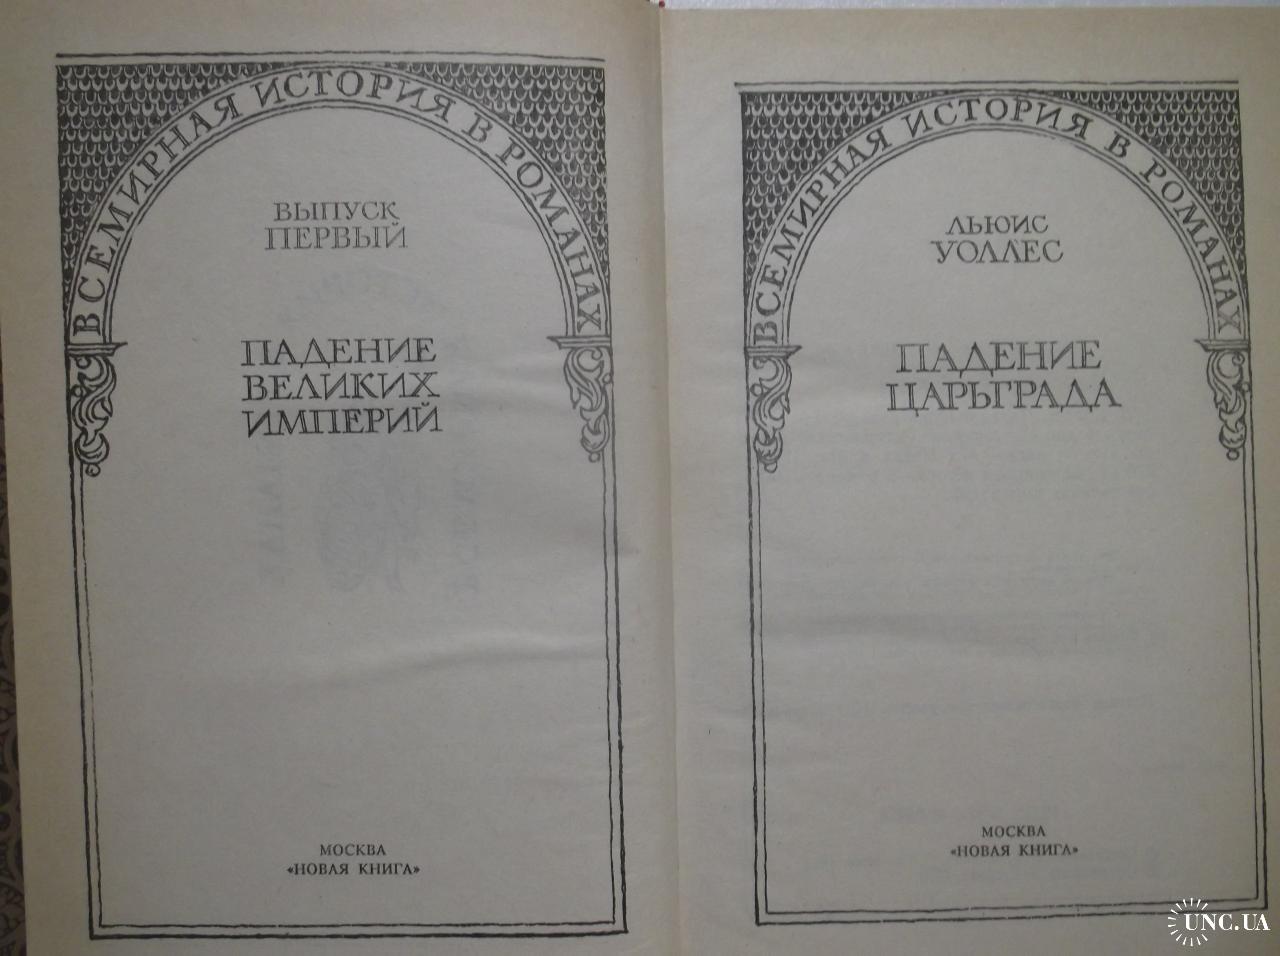 ВСЕМИРНАЯ ИСТОРИЯ В РОМАНАХ
ВЫПУСК
ПЕРВЫЙ
ПАДЕНИЕ
ВЕЛИКИХ
ИМПЕРИЙ
МОСКВА
«НОВАЯ КНИГА»
ВСЕМИРНАЯ ИСТОРИЯ В РОМАНАХ
ЛЬЮИС
УОЛЛЕС
ПАДЕНИЕ
ЦАРЬГРАДА
МОСКВА
«НОВАЯ КНИГА»
UNC.UA